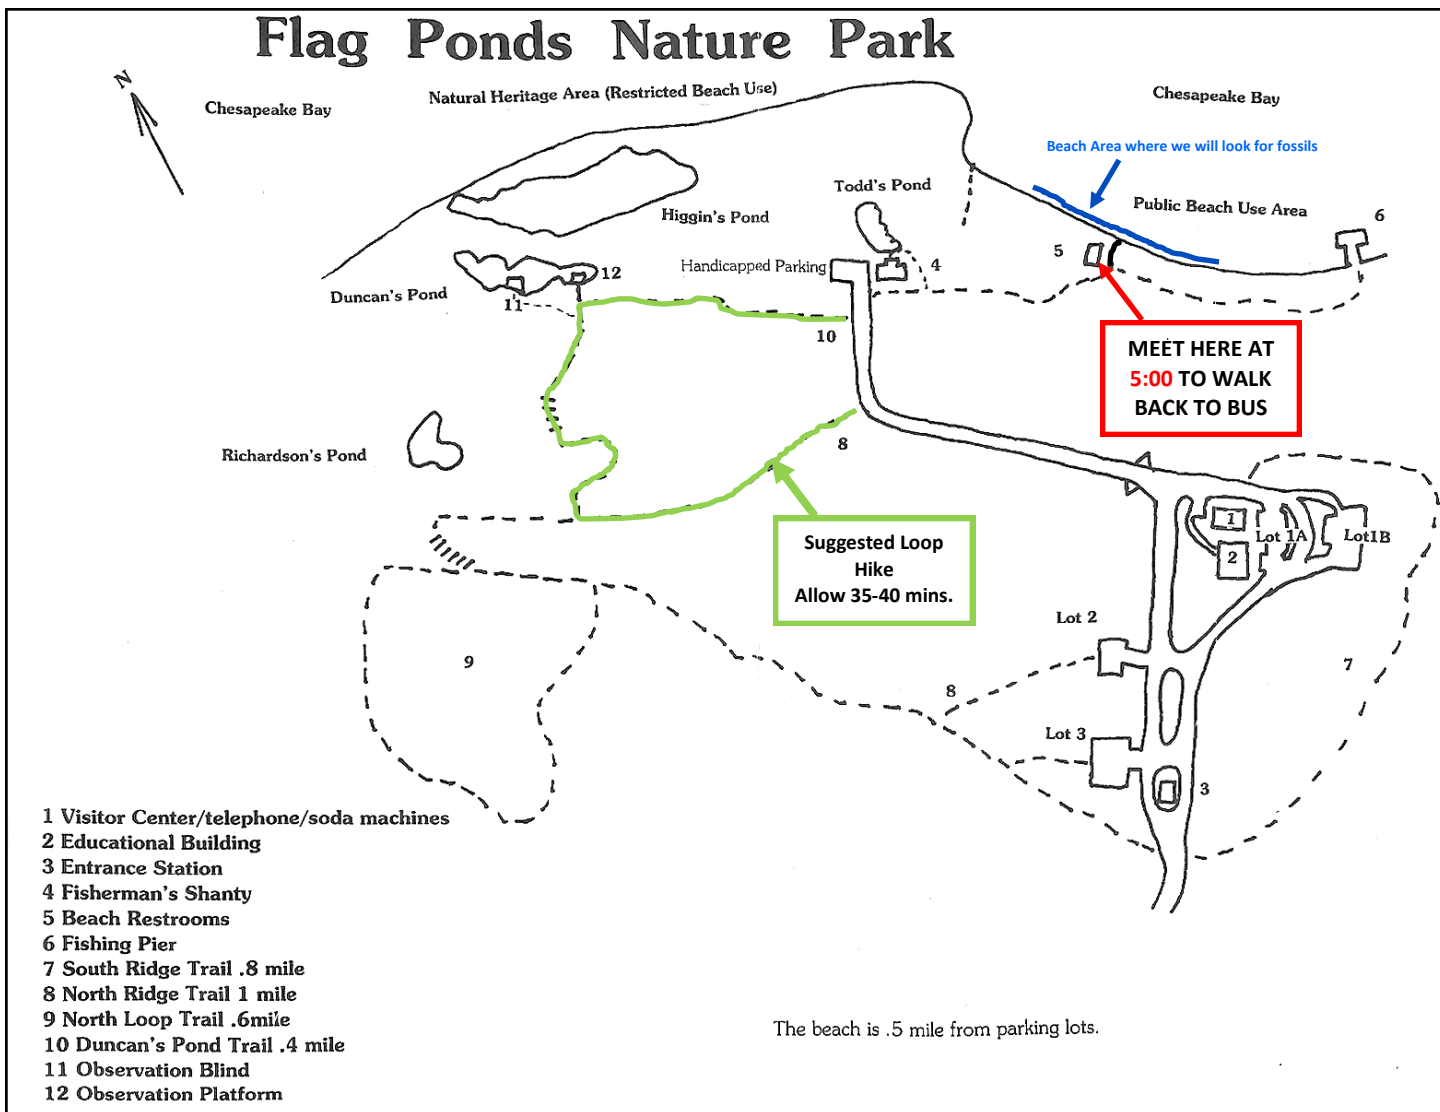 Flag Ponds Nature Park
N
Chesapeake Bay
Natural Heritage Area (Restricted Beach Use)
Chesapeake Bay
Beach Area where we will look for fossils
Todd's Pond
Public Beach Use Area
6
Higgin's Pond
5
Handicapped Parking
4
12
Duncan's Pond
11
10
MEET HERE AT
5:00 TO WALK
BACK TO BUS
8
Richardson's Pond
1
Lot 1A
Lot1B
2
Suggested Loop
Hike
Allow 35-40 mins.
Lot 2
9
7
8
Lot 3
3
1 Visitor Center/telephone/soda machines
2 Educational Building
3 Entrance Station
4 Fisherman's Shanty
5 Beach Restrooms
6 Fishing Pier
7 South Ridge Trail .8 mile
8 North Ridge Trail 1 mile
9 North Loop Trail .6mile
10 Duncan's Pond Trail .4 mile
11 Observation Blind
12 Observation Platform
The beach is .5 mile from parking lots.